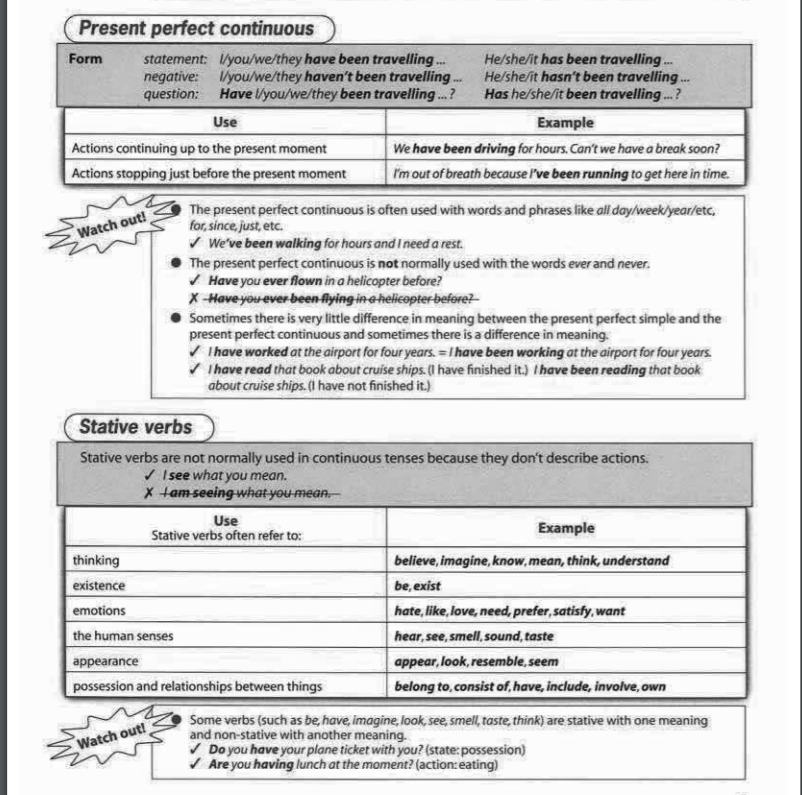 Present perfect continuous
Form statement: I/you/we/they have been travelling ... He/she/it has been travelling ...
negative: I/you/we/they haven't been travelling ... He/she/it hasn't been travelling ...
question: Have I/you/we/they been travelling ...? Has he/she/it been travelling ...?
Use Example
Actions continuing up to the present moment We have been driving for hours. Can't we have a break soon?
Actions stopping just before the present moment I'm out of breath because I've been running to get here in time.
Watch out!
● The present perfect continuous is often used with words and phrases like all day/week/year/etc,
for, since, just, etc.
✓ We've been walking for hours and I need a rest.
● The present perfect continuous is not normally used with the words ever and never.
✓ Have you ever flown in a helicopter before?
✗ Have you ever been flying in a helicopter before?
● Sometimes there is very little difference in meaning between the present perfect simple and the
present perfect continuous and sometimes there is a difference in meaning.
✓ I have worked at the airport for four years. = I have been working at the airport for four years.
✓ I have read that book about cruise ships. (I have finished it.) I have been reading that book
about cruise ships. (I have not finished it.)
Stative verbs
Stative verbs are not normally used in continuous tenses because they don't describe actions.
✓ I see what you mean.
✗ I am seeing what you mean.
Use Example
Stative verbs often refer to:
thinking believe, imagine, know, mean, think, understand
existence be, exist
emotions hate, like, love, need, prefer, satisfy, want
the human senses hear, see, smell, sound, taste
appearance appear, look, resemble, seem
possession and relationships between things belong to, consist of, have, include, involve, own
Watch out!
● Some verbs (such as be, have, imagine, look, see, smell, taste, think) are stative with one meaning
and non-stative with another meaning.
✓ Do you have your plane ticket with you? (state: possession)
✓ Are you having lunch at the moment? (action: eating)